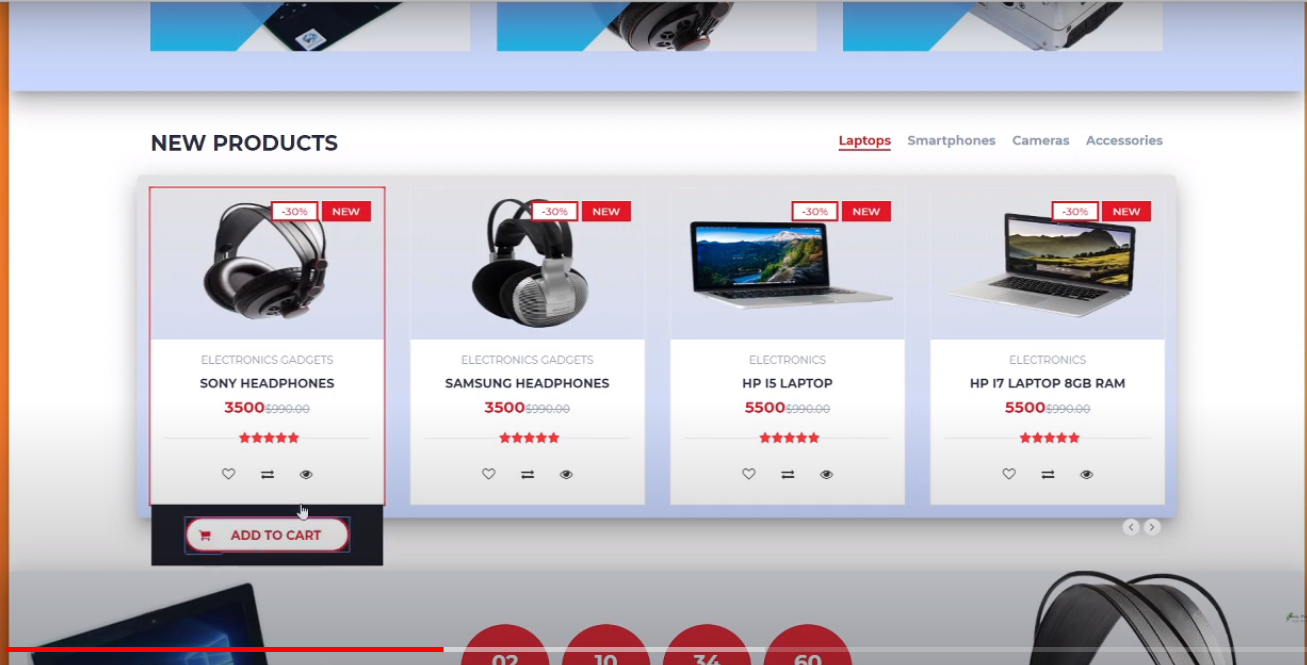 NEW PRODUCTS
Laptops Smartphones Cameras Accessories
-30% NEW
-30% NEW
-30% NEW
-30% NEW
ELECTRONICS GADGETS
ELECTRONICS GADGETS
ELECTRONICS
ELECTRONICS
SONY HEADPHONES
SAMSUNG HEADPHONES
HP I5 LAPTOP
HP I7 LAPTOP 8GB RAM
3500$990.00
3500$990.00
5500$990.00
5500$990.00
ADD TO CART
02 10 34 60